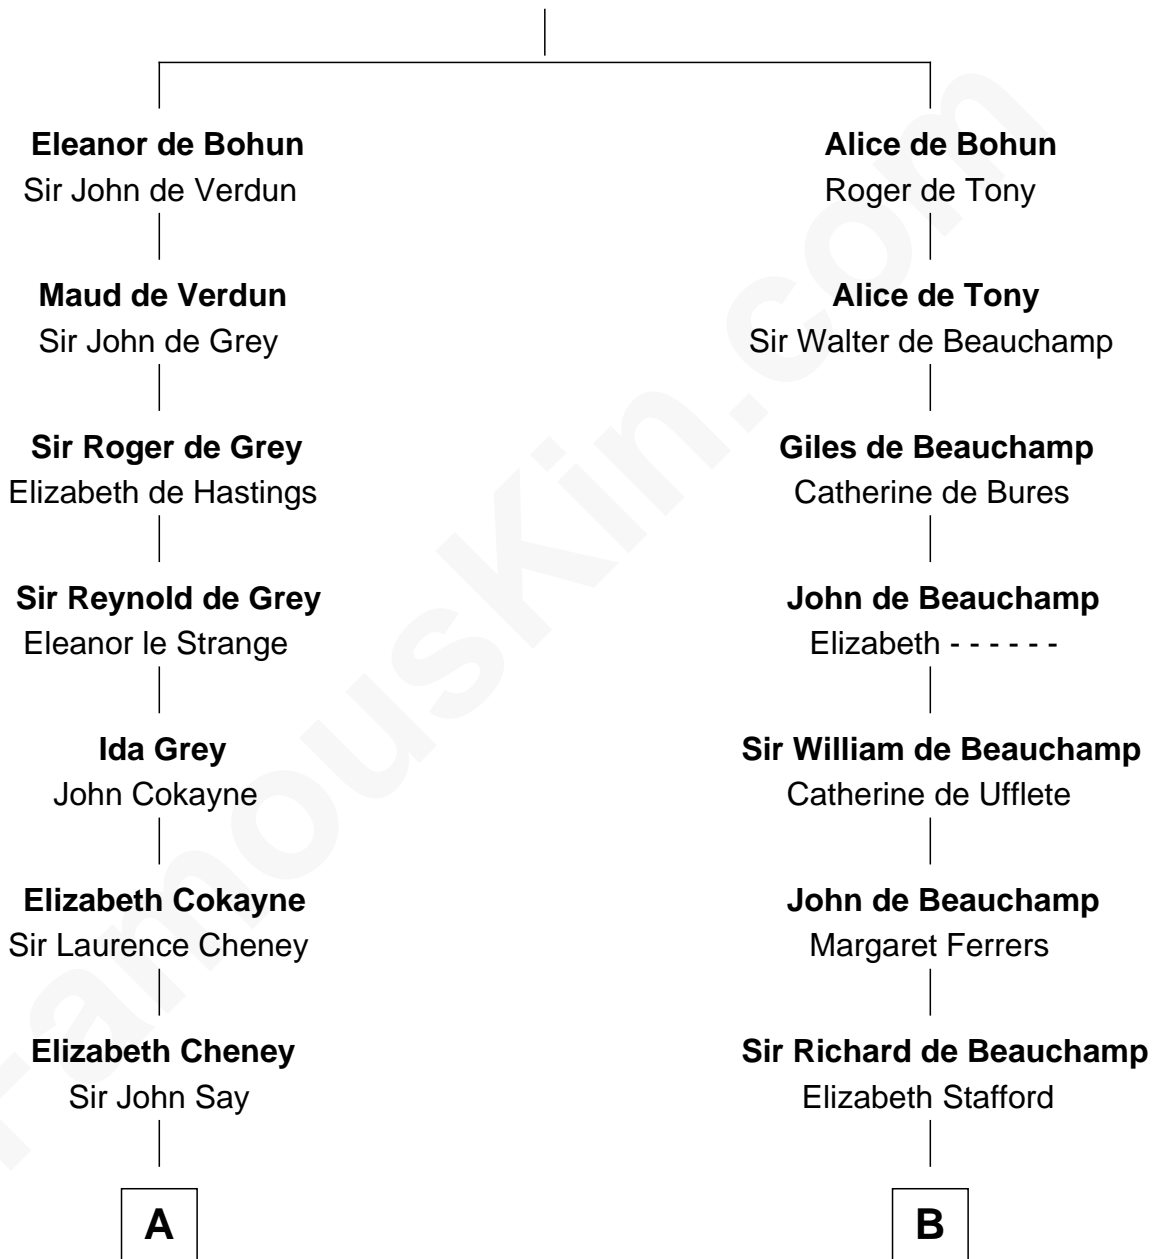 Eleanor de Bohun
Sir John de Verdun
Maud de Verdun
Sir John de Grey
Sir Roger de Grey
Elizabeth de Hastings
Sir Reynold de Grey
Eleanor le Strange
Ida Grey
John Cokayne
Elizabeth Cokayne
Sir Laurence Cheney
Elizabeth Cheney
Sir John Say
A
Alice de Bohun
Roger de Tony
Alice de Tony
Sir Walter de Beauchamp
Giles de Beauchamp
Catherine de Bures
John de Beauchamp
Elizabeth - - - - - -
Sir William de Beauchamp
Catherine de Ufflete
John de Beauchamp
Margaret Ferrers
Sir Richard de Beauchamp
Elizabeth Stafford
B
FamousKin.com